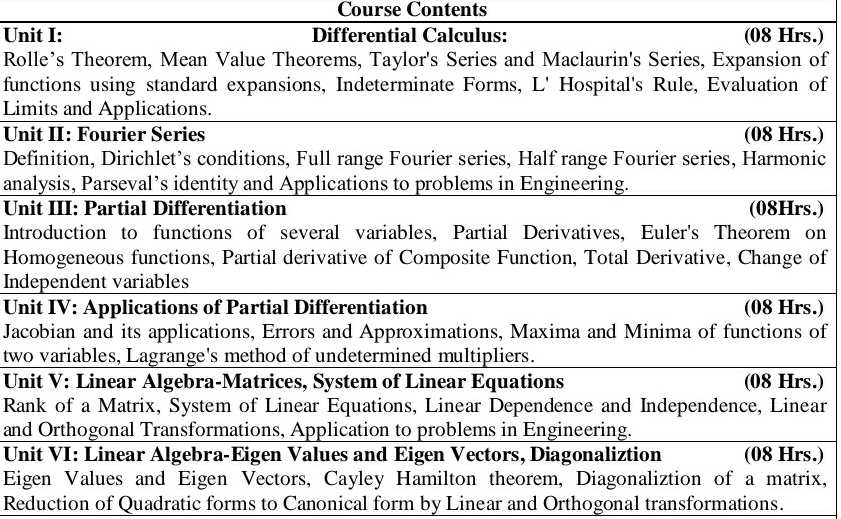 Course Contents
Unit I: Differential Calculus: (08 Hrs.)
Rolle’s Theorem, Mean Value Theorems, Taylor's Series and Maclaurin's Series, Expansion of
functions using standard expansions, Indeterminate Forms, L' Hospital's Rule, Evaluation of
Limits and Applications.
Unit II: Fourier Series (08 Hrs.)
Definition, Dirichlet’s conditions, Full range Fourier series, Half range Fourier series, Harmonic
analysis, Parseval’s identity and Applications to problems in Engineering.
Unit III: Partial Differentiation (08Hrs.)
Introduction to functions of several variables, Partial Derivatives, Euler's Theorem on
Homogeneous functions, Partial derivative of Composite Function, Total Derivative, Change of
Independent variables
Unit IV: Applications of Partial Differentiation (08 Hrs.)
Jacobian and its applications, Errors and Approximations, Maxima and Minima of functions of
two variables, Lagrange's method of undetermined multipliers.
Unit V: Linear Algebra-Matrices, System of Linear Equations (08 Hrs.)
Rank of a Matrix, System of Linear Equations, Linear Dependence and Independence, Linear
and Orthogonal Transformations, Application to problems in Engineering.
Unit VI: Linear Algebra-Eigen Values and Eigen Vectors, Diagonaliztion (08 Hrs.)
Eigen Values and Eigen Vectors, Cayley Hamilton theorem, Diagonaliztion of a matrix,
Reduction of Quadratic forms to Canonical form by Linear and Orthogonal transformations.